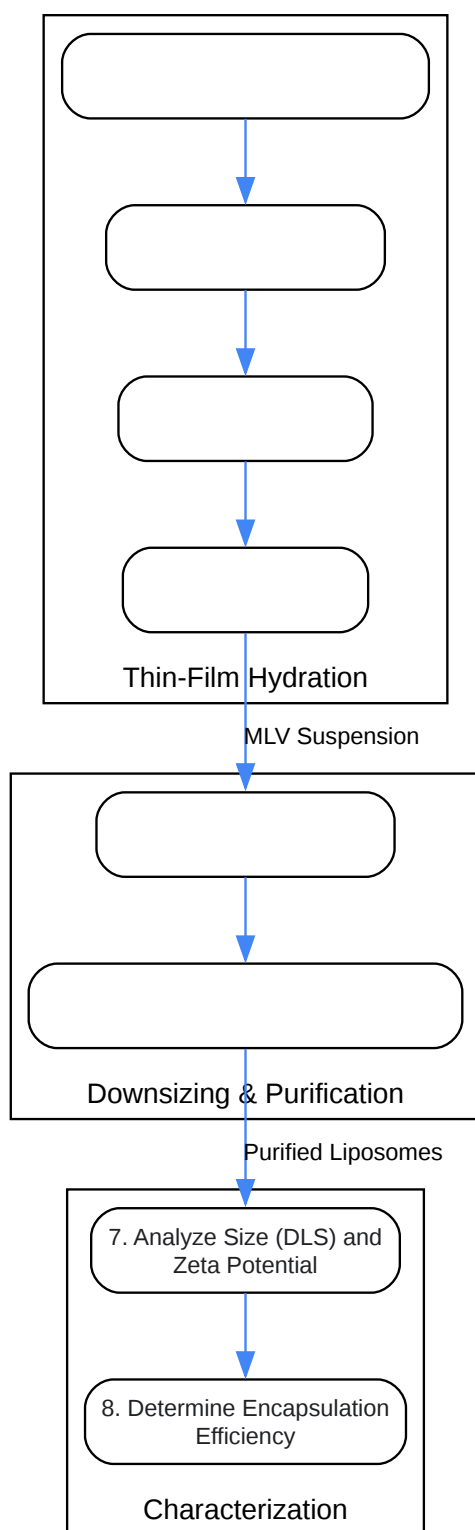 Thin-Film Hydration
MLV Suspension
Downsizing & Purification
Purified Liposomes
7. Analyze Size (DLS) and
Zeta Potential
8. Determine Encapsulation
Efficiency
Characterization